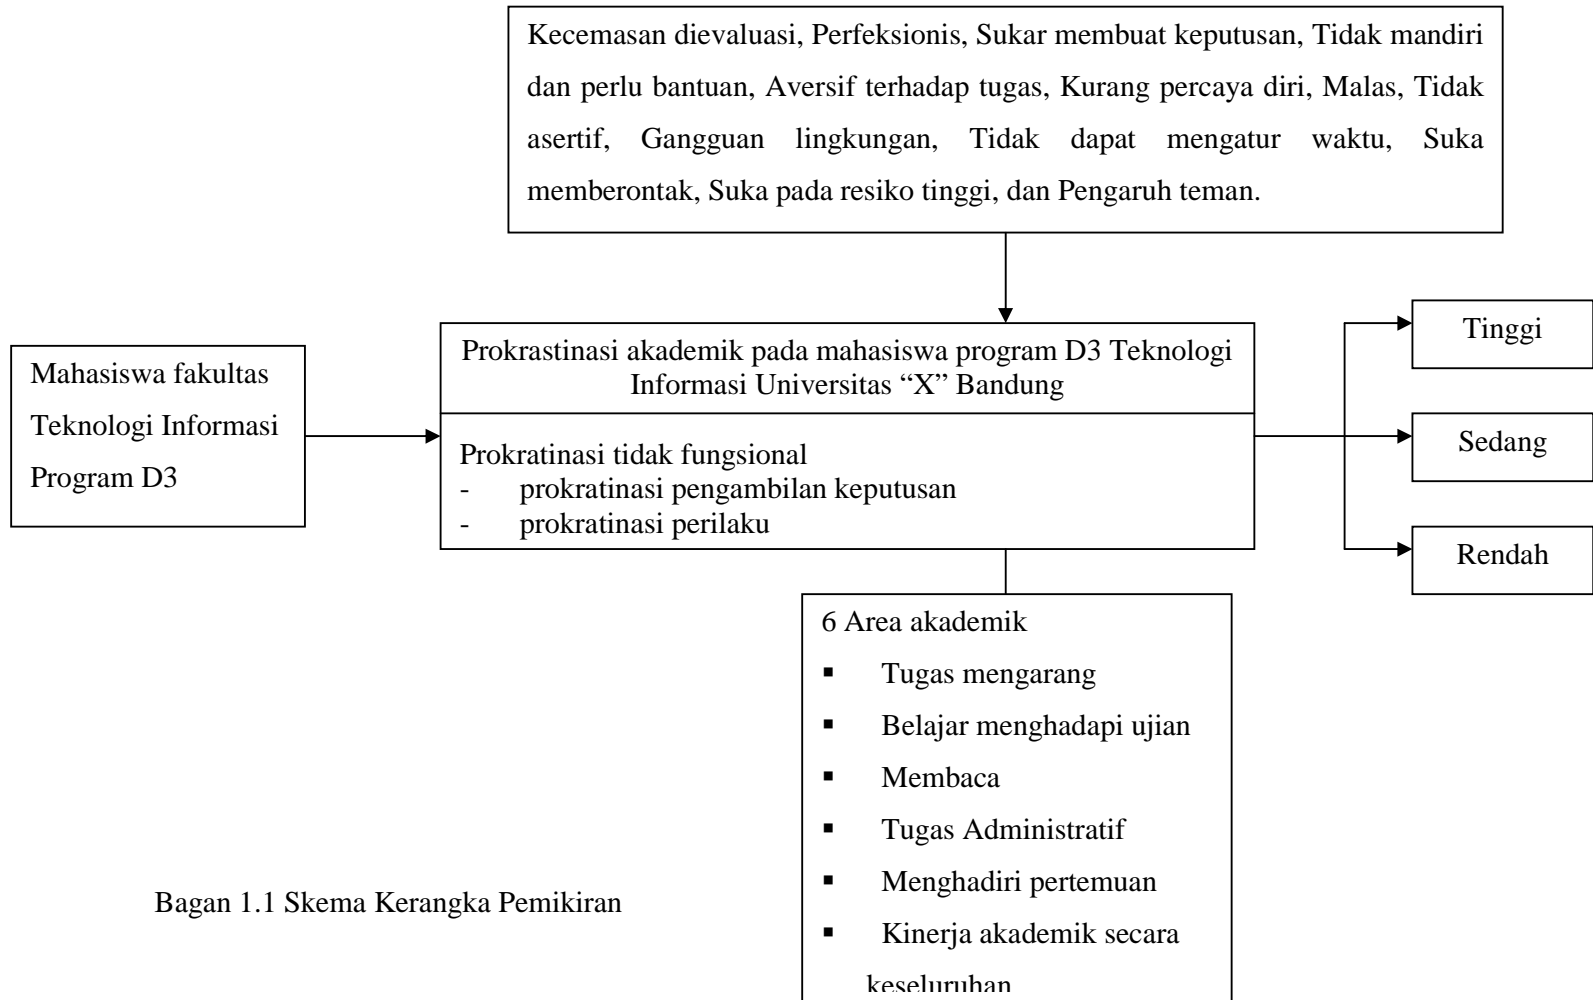 Kecemasan dievaluasi, Perfeksionis, Sukar membuat keputusan, Tidak mandiri
dan perlu bantuan, Aversif terhadap tugas, Kurang percaya diri, Malas, Tidak
asertif, Gangguan lingkungan, Tidak dapat mengatur waktu, Suka
memberontak, Suka pada resiko tinggi, dan Pengaruh teman.
Mahasiswa fakultas
Teknologi Informasi
Program D3
Prokrastinasi akademik pada mahasiswa program D3 Teknologi
Informasi Universitas “X” Bandung
Prokratinasi tidak fungsional
- prokratinasi pengambilan keputusan
- prokratinasi perilaku
Tinggi
Sedang
Rendah
6 Area akademik
▪ Tugas mengarang
▪ Belajar menghadapi ujian
▪ Membaca
▪ Tugas Administratif
▪ Menghadiri pertemuan
▪ Kinerja akademik secara
keseluruhan
Bagan 1.1 Skema Kerangka Pemikiran